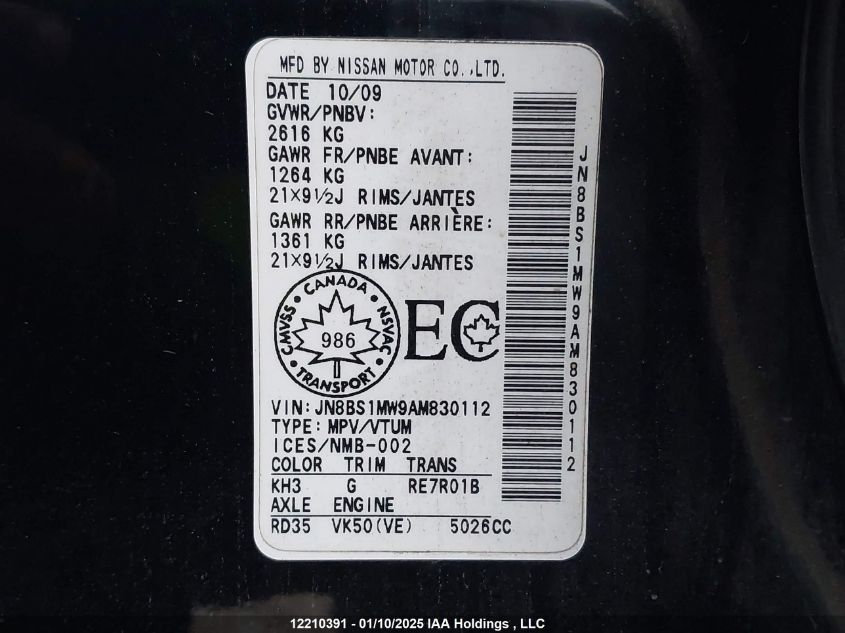 MFD BY NISSAN MOTOR CO.,LTD.
DATE 10/09
GVWR/PNBV:
2616 KG
GAWR FR/PNBE AVANT:
1264 KG
21×9½J RIMS/JANTES
GAWR RR/PNBE ARRIÈRE:
1361 KG
21×9½J RIMS/JANTES
CANADA
CMVSS
NSVAC
986
TRANSPORT
EC
VIN:JN8BS1MW9AM830112
TYPE:MPV/VTUM
ICES/NMB-002
COLOR TRIM TRANS
KH3 G RE7R01B
AXLE ENGINE
RD35 VK50(VE) 5026CC
JN8BS1MW9AM830112
12210391 - 01/10/2025 IAA Holdings , LLC